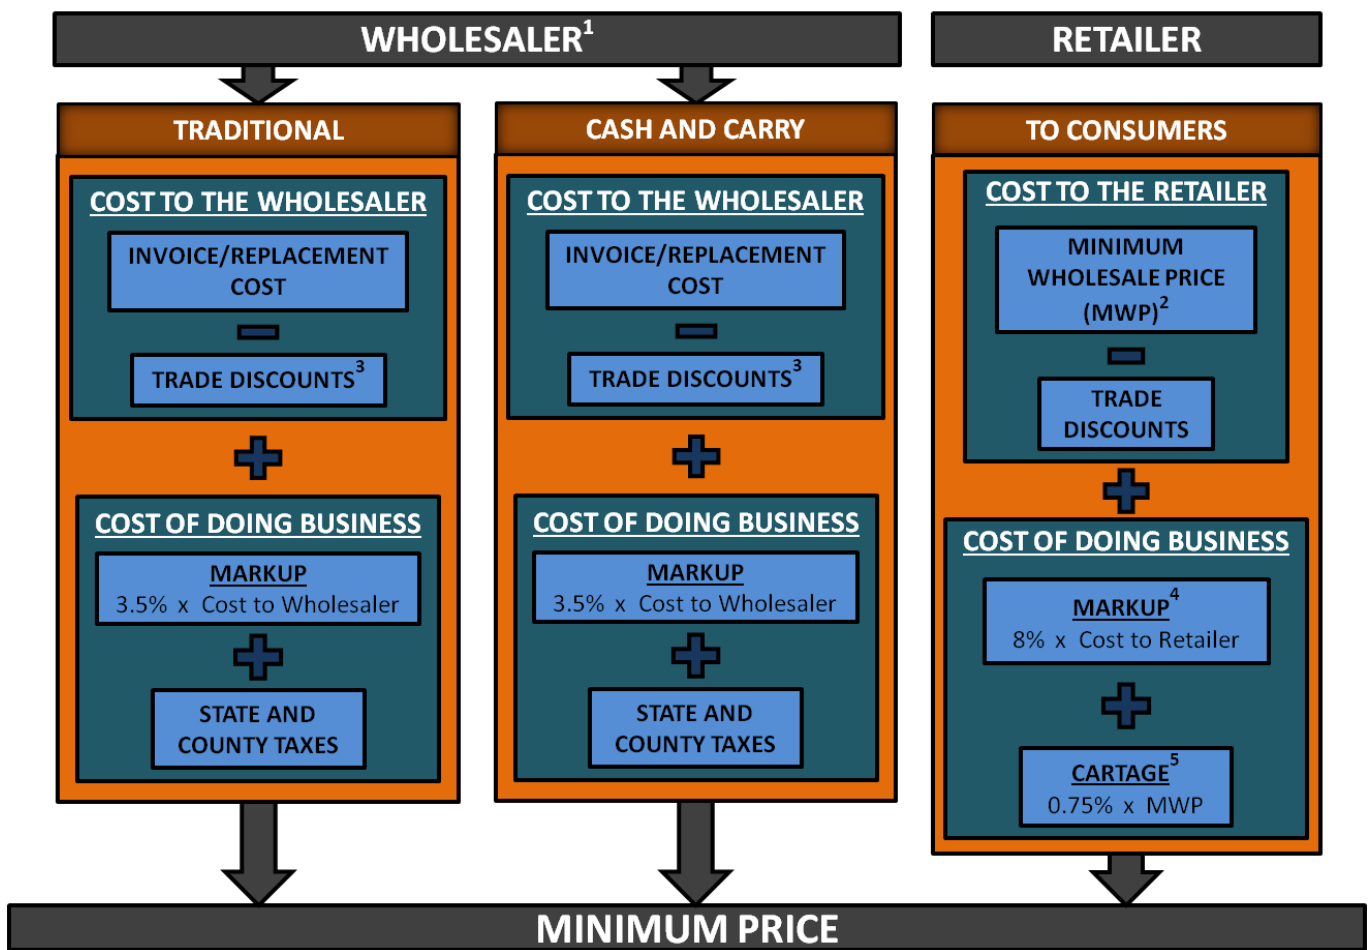 WHOLESALER1
RETAILER
TRADITIONAL
COST TO THE WHOLESALER
INVOICE/REPLACEMENT
COST
TRADE DISCOUNTS3
COST OF DOING BUSINESS
MARKUP
3.5% x Cost to Wholesaler
STATE AND
COUNTY TAXES
CASH AND CARRY
COST TO THE WHOLESALER
INVOICE/REPLACEMENT
COST
TRADE DISCOUNTS3
COST OF DOING BUSINESS
MARKUP
3.5% x Cost to Wholesaler
STATE AND
COUNTY TAXES
TO CONSUMERS
COST TO THE RETAILER
MINIMUM
WHOLESALE PRICE
(MWP)2
TRADE
DISCOUNTS
COST OF DOING BUSINESS
MARKUP4
8% x Cost to Retailer
CARTAGE5
0.75% x MWP
MINIMUM PRICE